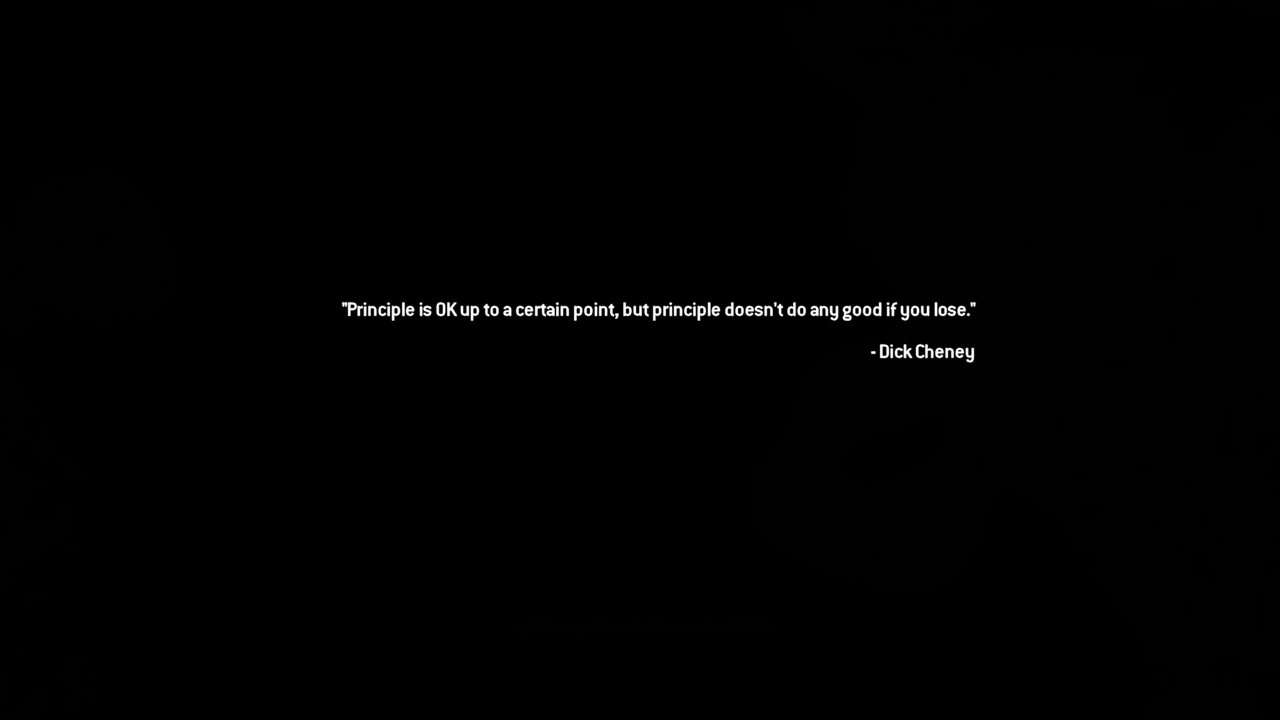 "Principle is OK up to a certain point, but principle doesn't do any good if you lose."
- Dick Cheney